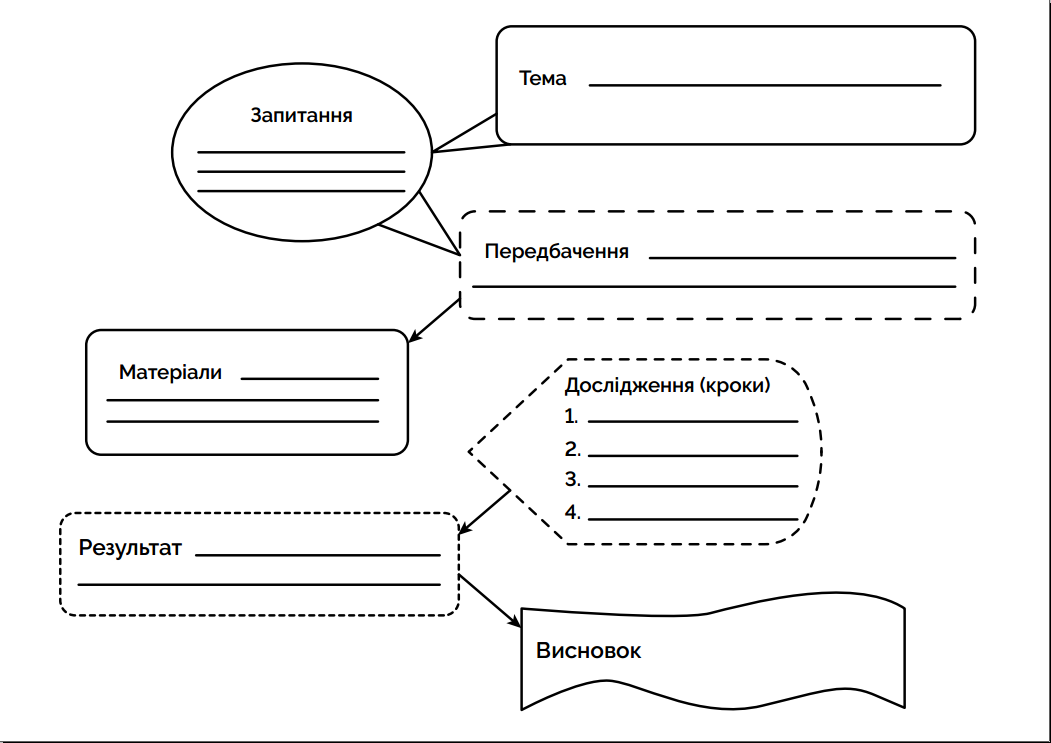 Тема
Запитання
Передбачення
Матеріали
Дослідження (кроки)
1.
2.
3.
4.
Результат
Висновок